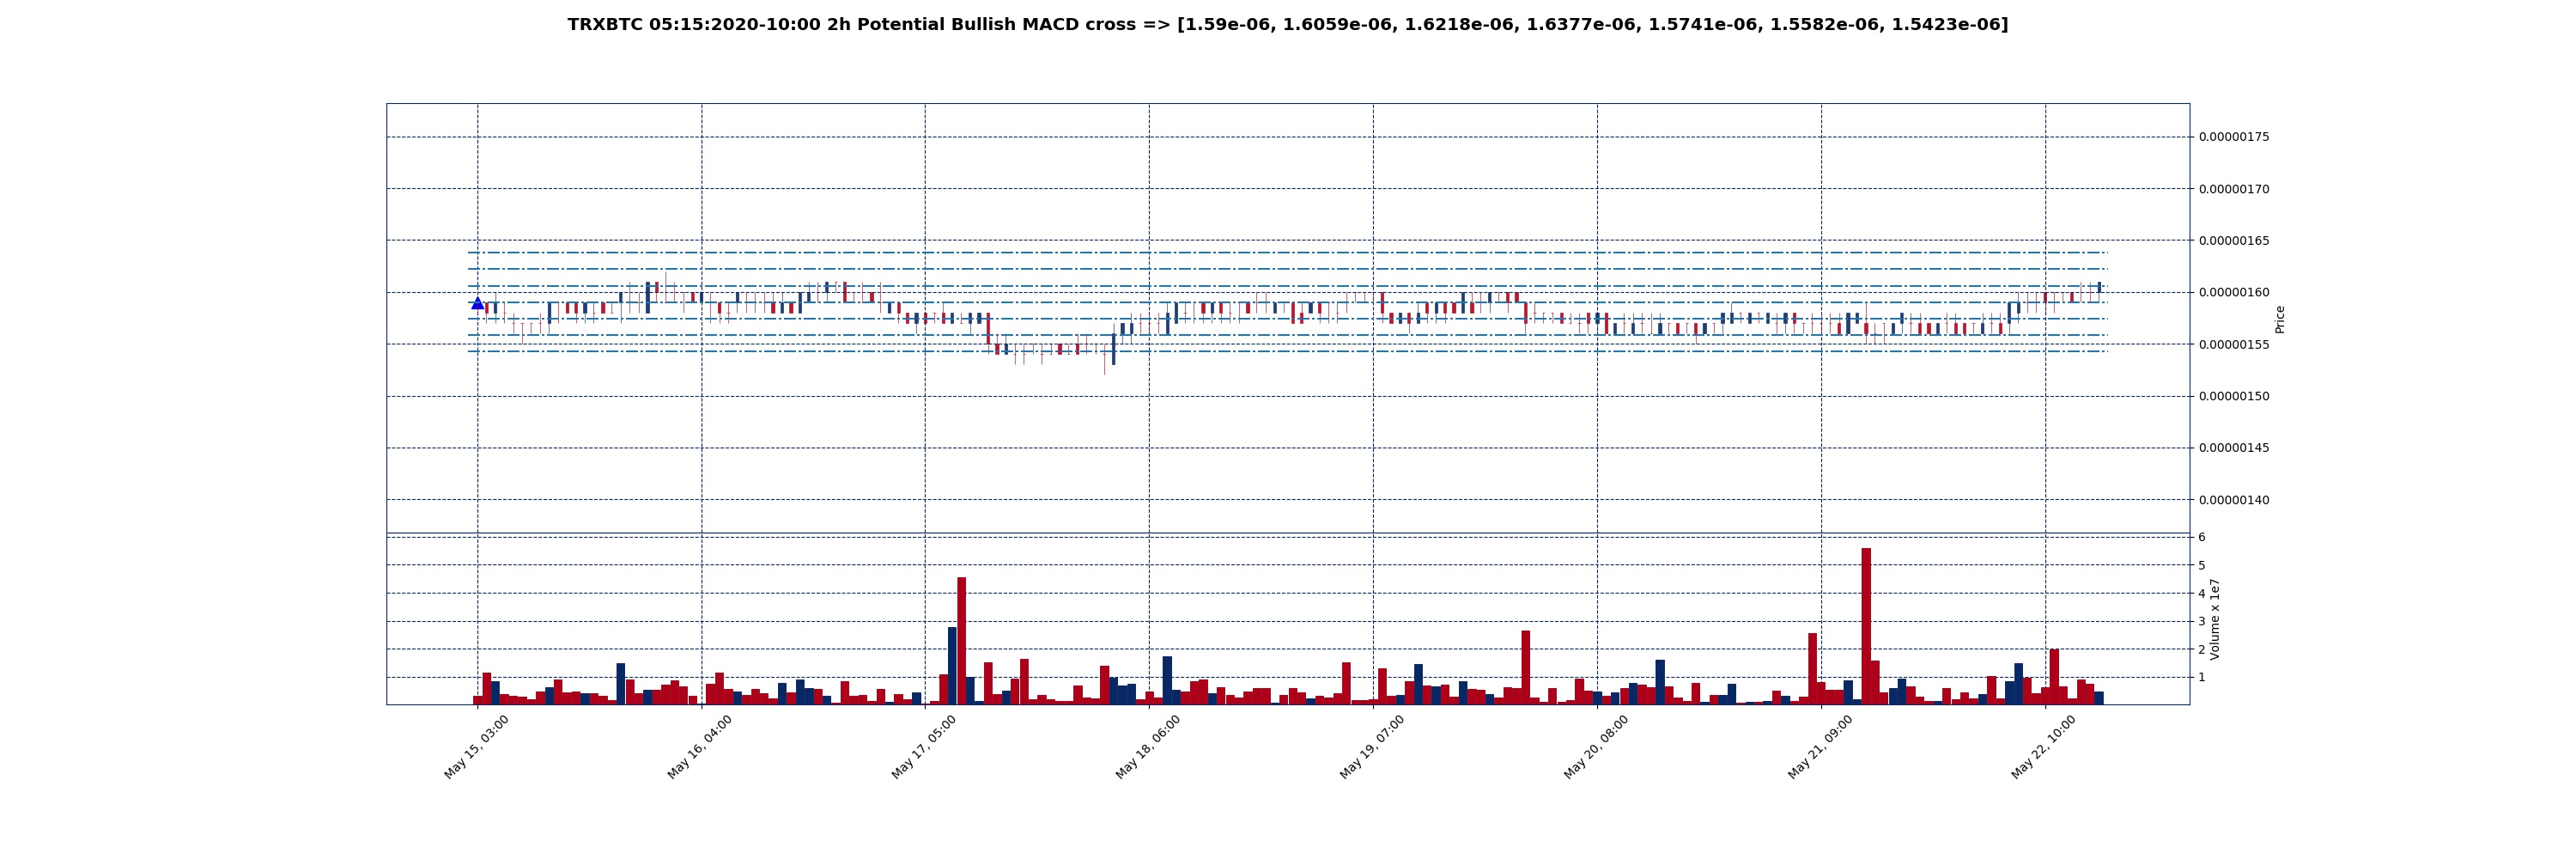 TRXBTC 05:15:2020-10:00 2h Potential Bullish MACD cross => [1.59e-06, 1.6059e-06, 1.6218e-06, 1.6377e-06, 1.5741e-06, 1.5582e-06, 1.5423e-06]
0.00000175
0.00000170
0.00000165
0.00000160
0.00000155
0.00000150
0.00000145
0.00000140
Price
6
5
4
3
2
1
Volume x 1e7
May 15, 03:00
May 16, 04:00
May 17, 05:00
May 18, 06:00
May 19, 07:00
May 20, 08:00
May 21, 09:00
May 22, 10:00